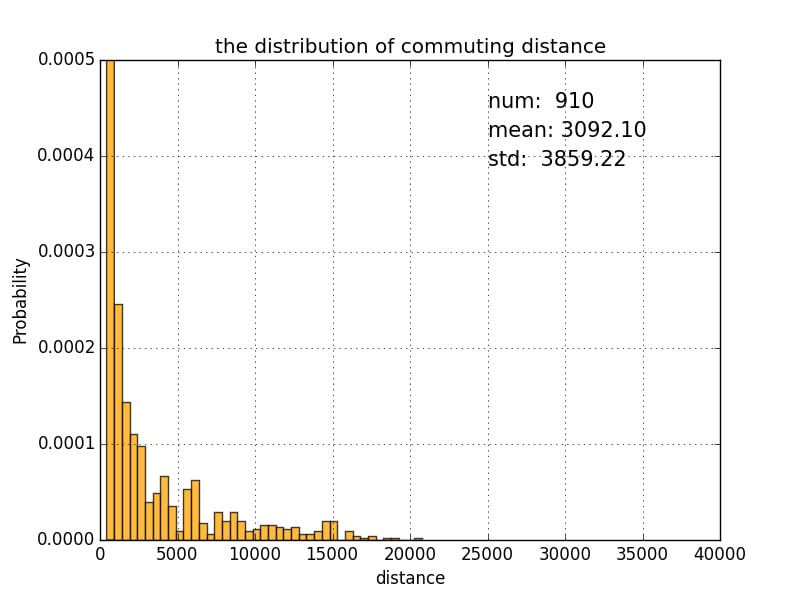 the distribution of commuting distance
0.0005
0.0004
0.0003
0.0002
0.0001
0.0000
Probability
num: 910
mean: 3092.10
std: 3859.22
0 5000 10000 15000 20000 25000 30000 35000 40000
distance